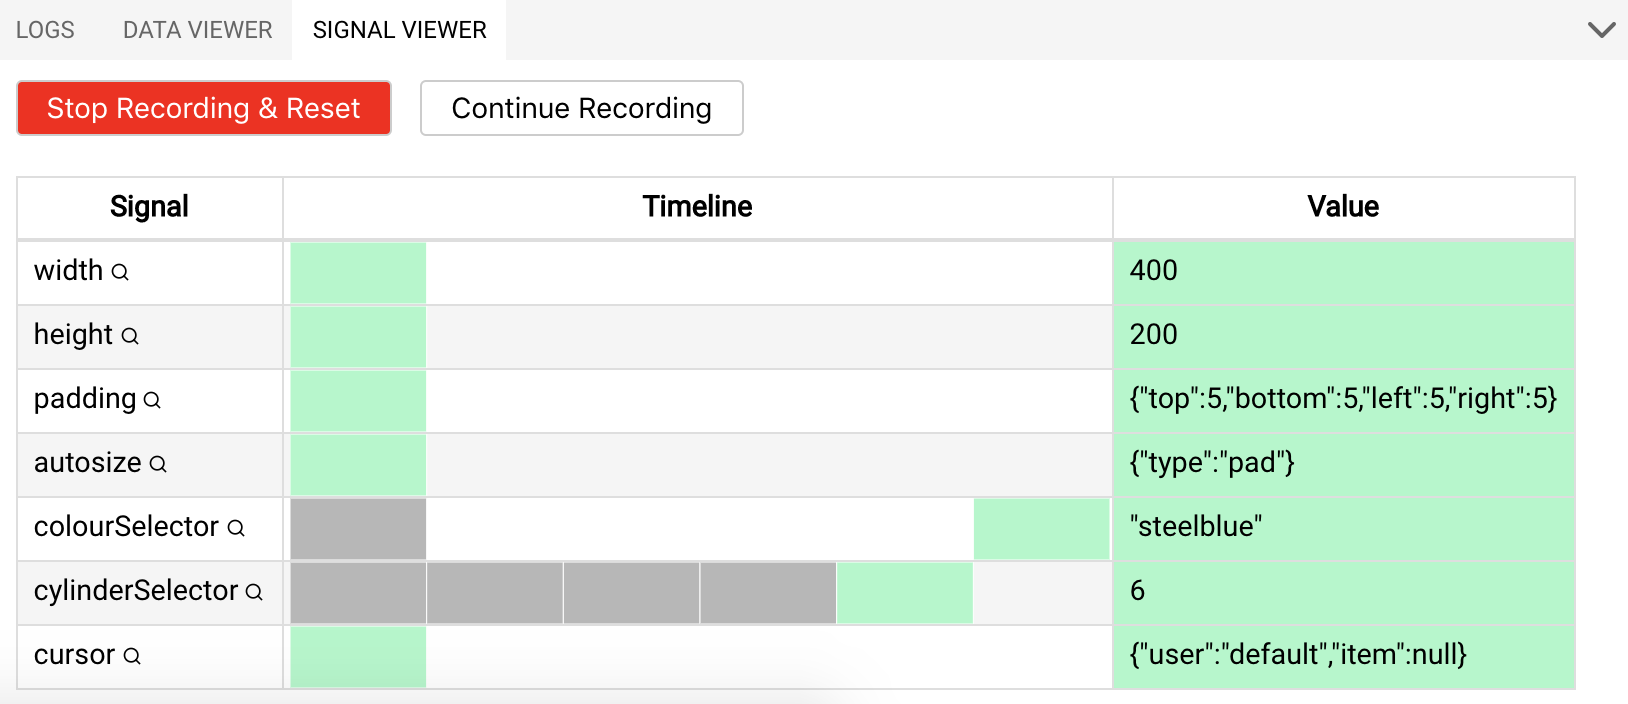 LOGS DATA VIEWER SIGNAL VIEWER
Stop Recording & Reset Continue Recording
Signal Timeline Value
width 400
height 200
padding {"top":5,"bottom":5,"left":5,"right":5}
autosize {"type":"pad"}
colourSelector "steelblue"
cylinderSelector 6
cursor {"user":"default","item":null}